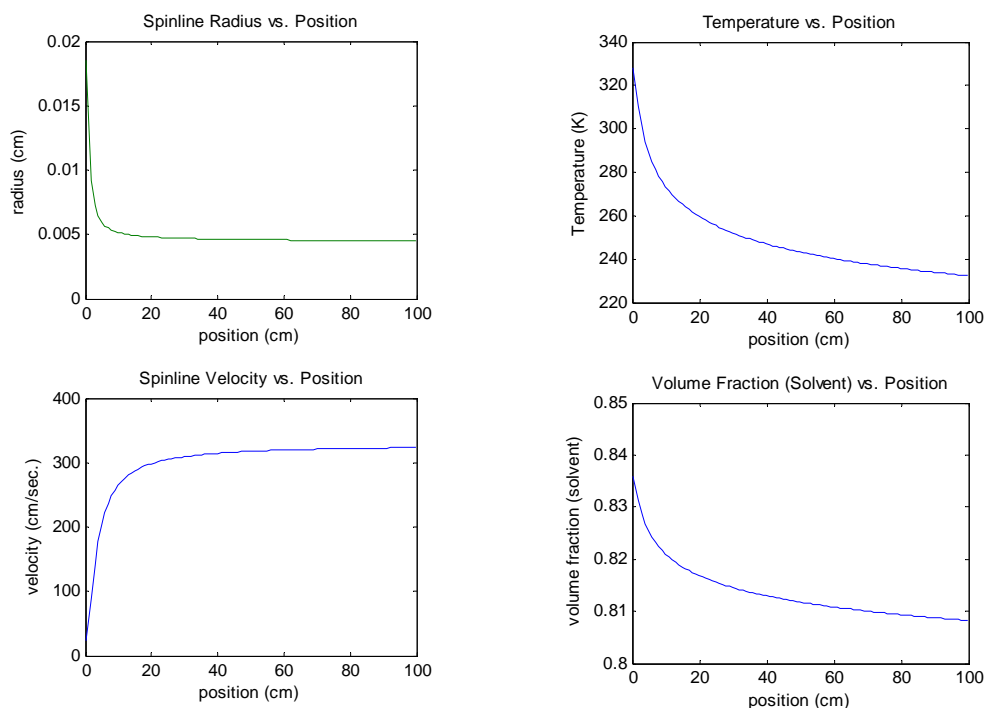 Spinline Radius vs. Position
0.02
0.015
0.01
0.005
0
radius (cm)
0 20 40 60 80 100
position (cm)
Temperature vs. Position
340
320
300
280
260
240
220
Temperature (K)
0 20 40 60 80 100
position (cm)
Spinline Velocity vs. Position
400
300
200
100
0
velocity (cm/sec.)
0 20 40 60 80 100
position (cm)
Volume Fraction (Solvent) vs. Position
0.85
0.84
0.83
0.82
0.81
0.8
volume fraction (solvent)
0 20 40 60 80 100
position (cm)